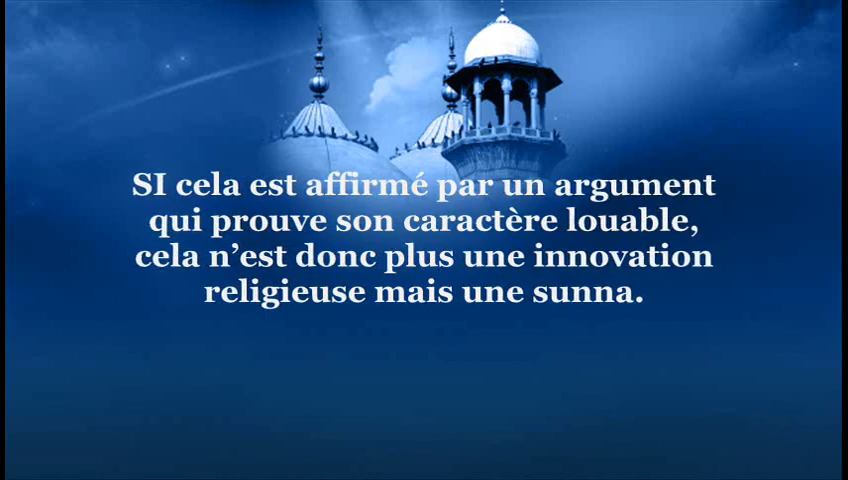 SI cela est affirmé par un argument
qui prouve son caractère louable,
cela n’est donc plus une innovation
religieuse mais une sunna.